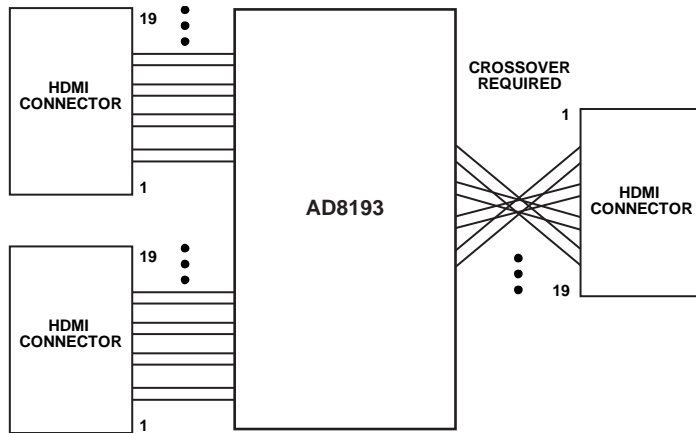 19
HDMI
CONNECTOR
1
19
HDMI
CONNECTOR
1
AD8193
CROSSOVER
REQUIRED
1
HDMI
CONNECTOR
19